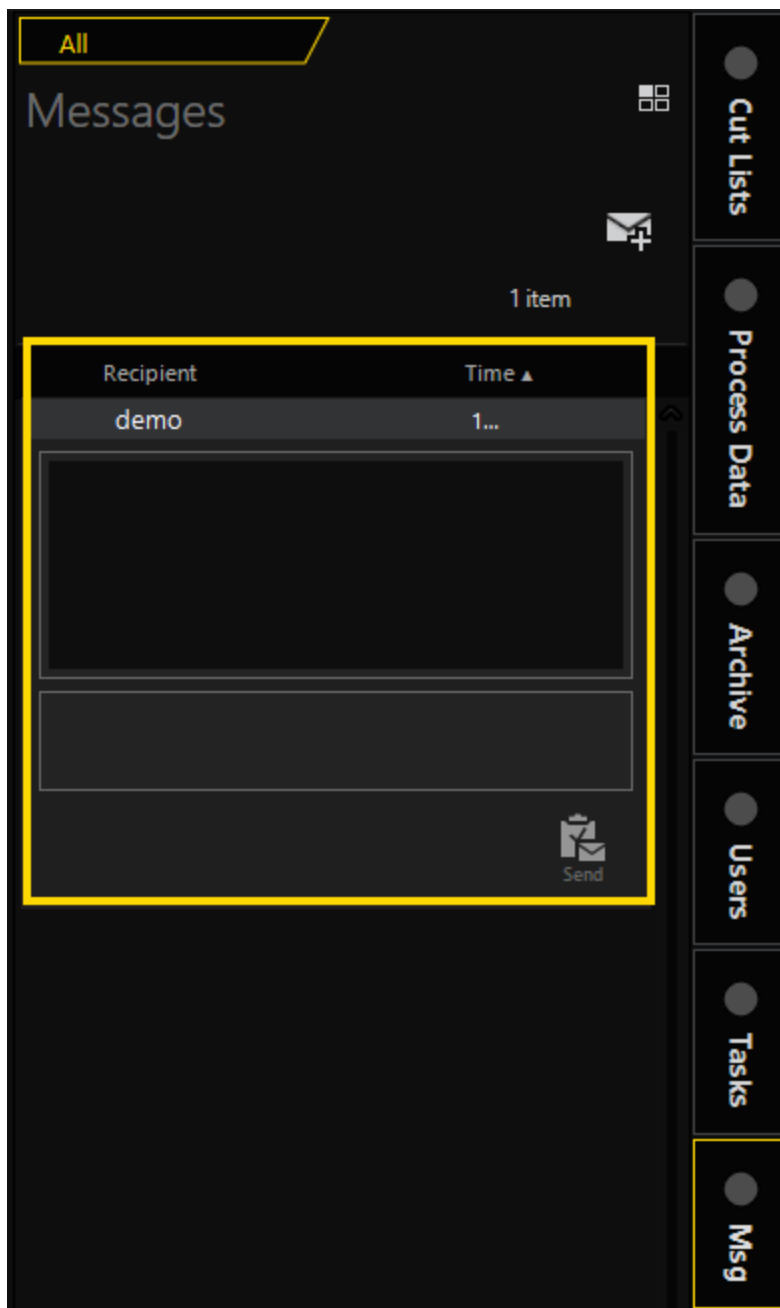 All
Messages
1 item
Recipient Time ▴
demo 1...
Send
Cut Lists
Process Data
Archive
Users
Tasks
Msg